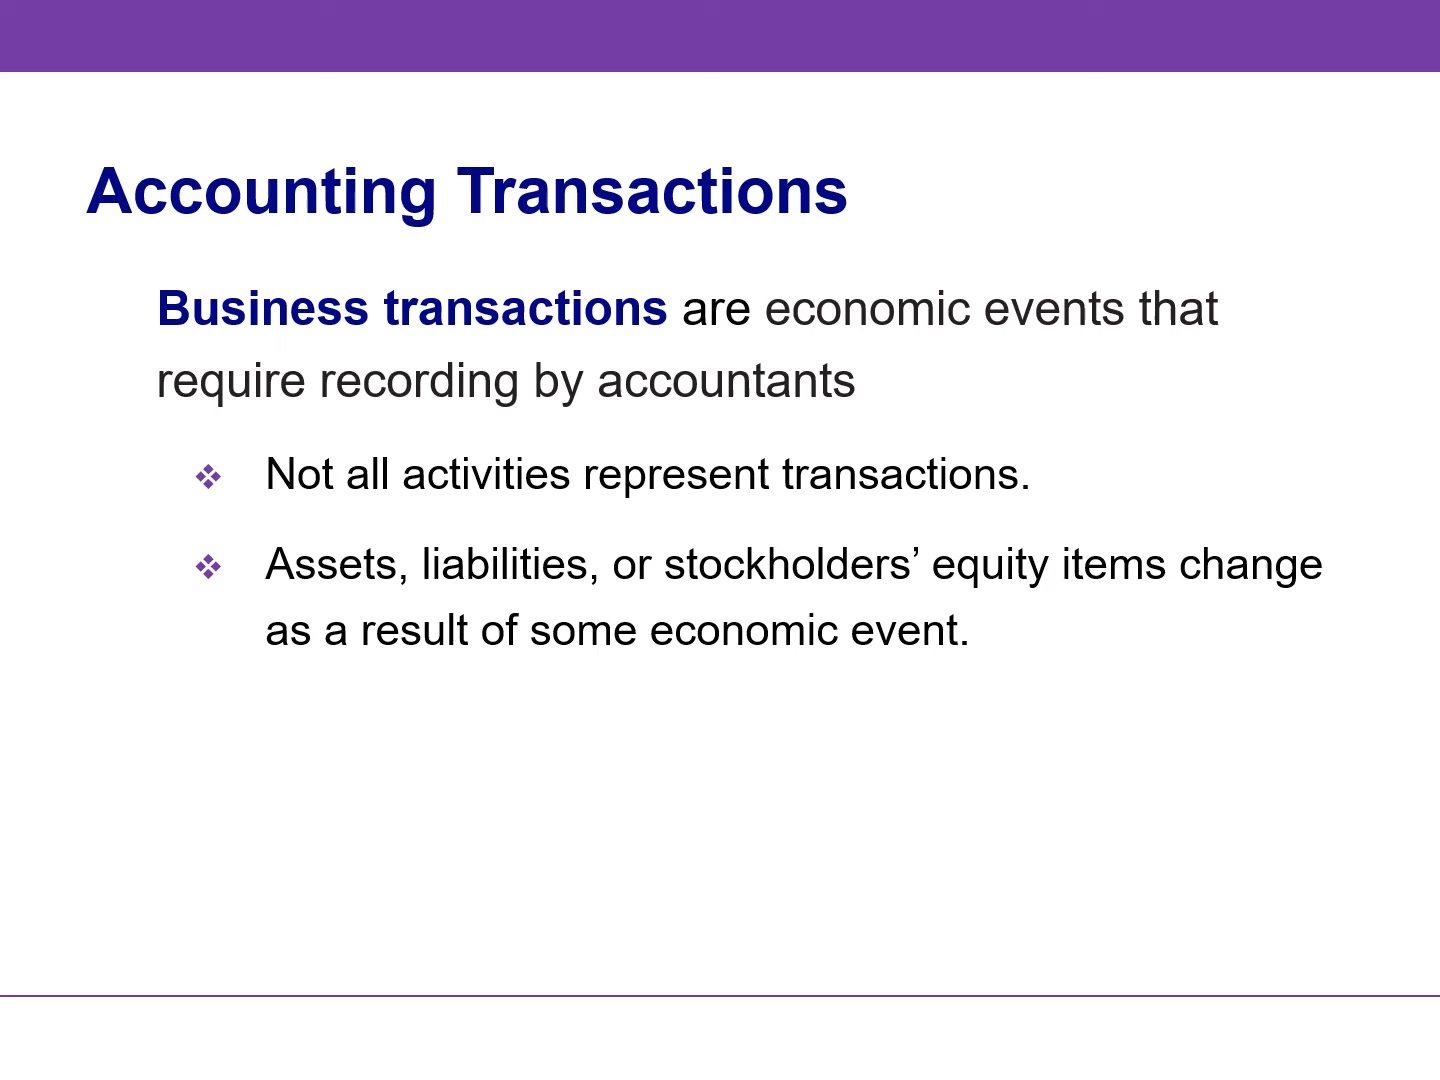 Accounting Transactions
Business transactions are economic events that
require recording by accountants
❖ Not all activities represent transactions.
❖ Assets, liabilities, or stockholders’ equity items change
as a result of some economic event.